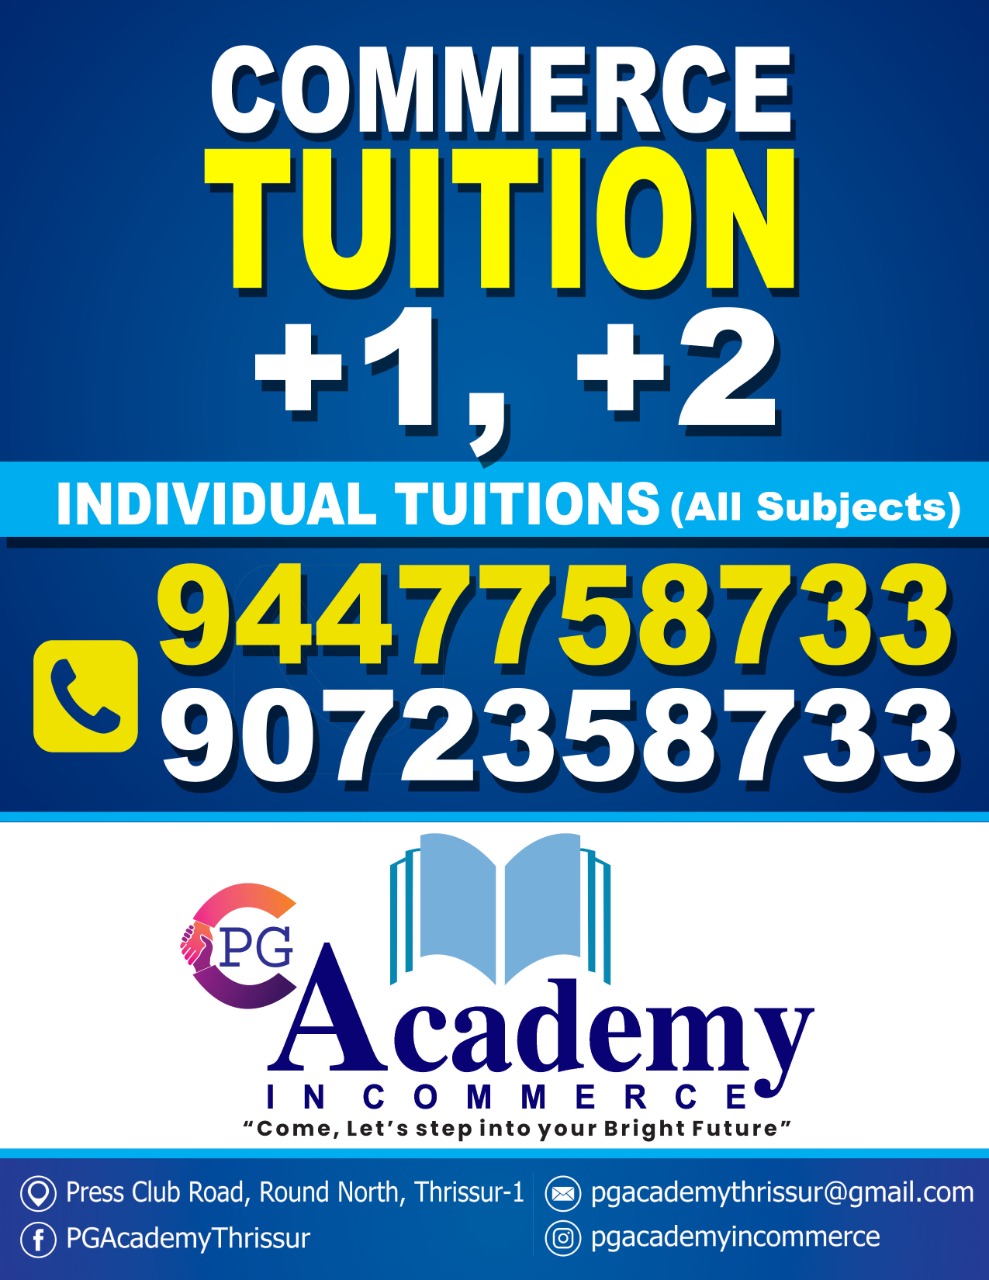 COMMERCE
TUITION
+1, +2
INDIVIDUAL TUITIONS (All Subjects)
9447758733
9072358733
PG
Academy
IN COMMERCE
“Come, Let’s step into your Bright Future”
Press Club Road, Round North, Thrissur-1
pgacademythrissur@gmail.com
PGAcademyThrissur
pgacademyincommerce